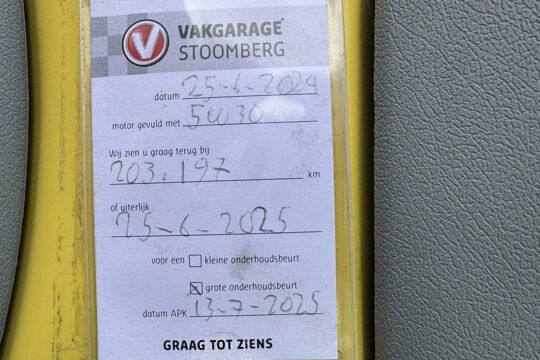 VAKGARAGE
STOOMBERG
datum 25-6-2024
motor gevuld met 5W30
Wij zien u graag terug bij
203.197 km
of uiterlijk
25-6-2025
voor een kleine onderhoudsbeurt
grote onderhoudsbeurt
datum APK 13-7-2025
GRAAG TOT ZIENS